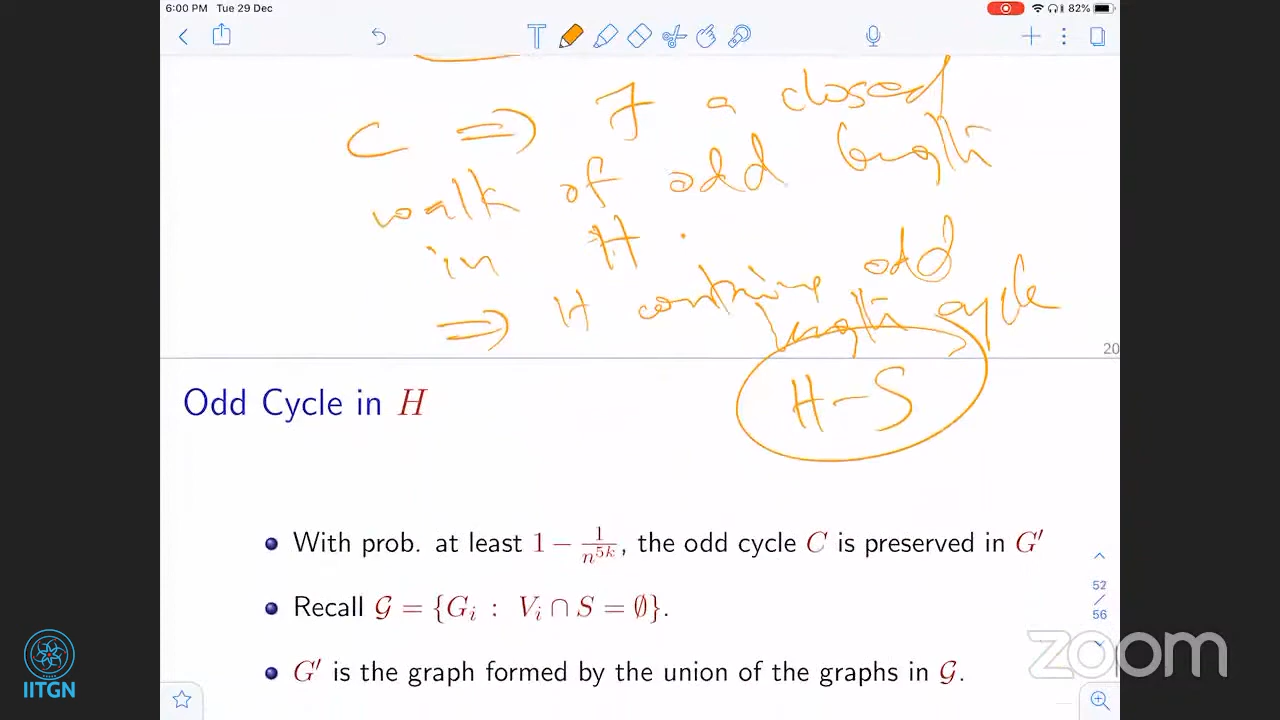 6:00 PM Tue 29 Dec
82%
C ⇒ ∃ a closed
walk of odd length
in H.
⇒ H contains odd
length cycle
20
H - S
Odd Cycle in H
With prob. at least 1 − 1/n^{5k}, the odd cycle C is preserved in G′
Recall 𝒢 = {G_i : V_i ∩ S = ∅}.
G′ is the graph formed by the union of the graphs in 𝒢.
52
/
56
zoom
IITGN